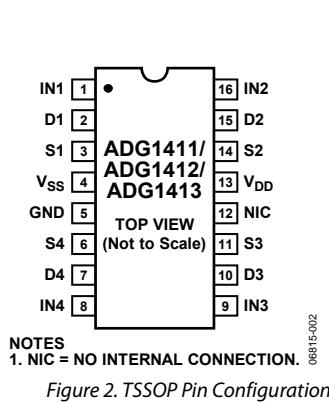 IN1 1 16 IN2
D1 2 15 D2
S1 3 ADG1411/ 14 S2
ADG1412/
VSS 4 ADG1413 13 VDD
GND 5 TOP VIEW 12 NIC
S4 6 (Not to Scale) 11 S3
D4 7 10 D3
IN4 8 9 IN3
NOTES
1. NIC = NO INTERNAL CONNECTION.
06815-002
Figure 2. TSSOP Pin Configuration